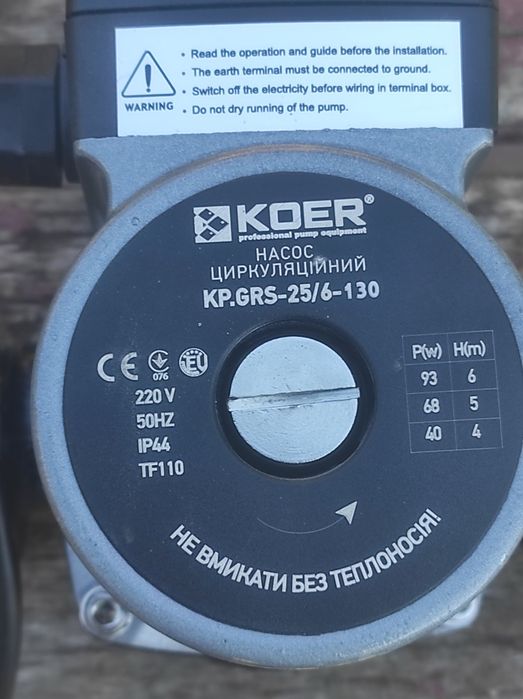 • Read the operation and guide before the installation.
• The earth terminal must be connected to ground.
• Switch off the electricity before wiring in terminal box.
• Do not dry running of the pump.
WARNING
KOER®
professional pump equipment
НАСОС
ЦИРКУЛЯЦІЙНИЙ
KP.GRS-25/6-130
CE 076 EU
220 V
50HZ
IP44
TF110
P(w) H(m)
93 6
68 5
40 4
НЕ ВМИКАТИ БЕЗ ТЕПЛОНОСІЯ!